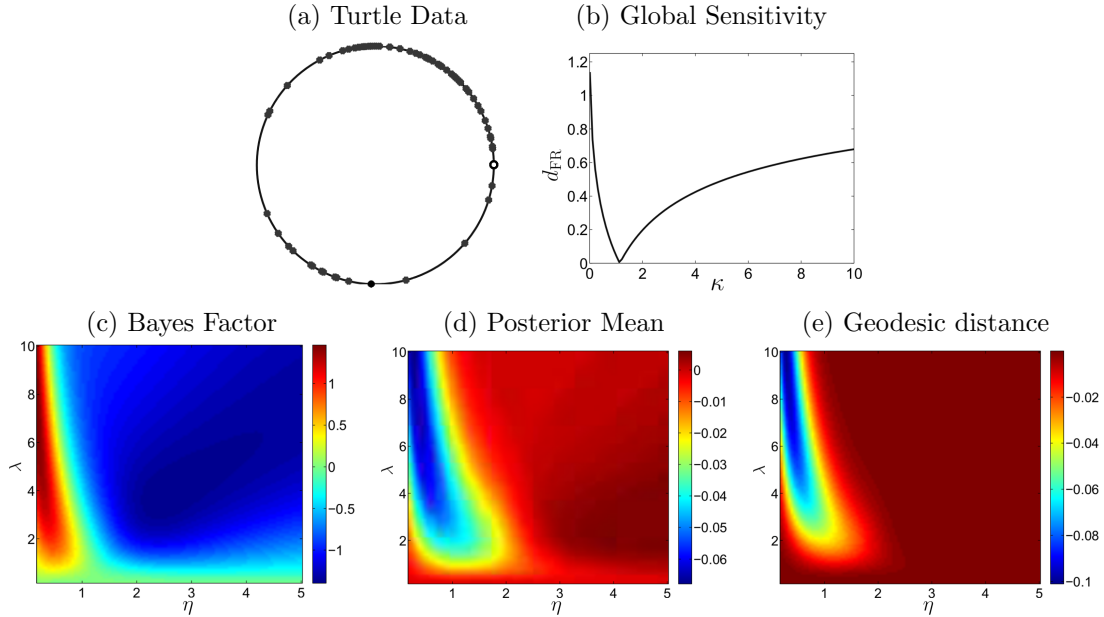 (a) Turtle Data
(b) Global Sensitivity
1.2
1
0.8
0.6
0.4
0.2
0
d_FR
0 2 4 6 8 10
κ
(c) Bayes Factor
(d) Posterior Mean
(e) Geodesic distance
10
8
6
4
2
λ
1 2 3 4 5
η
1
0.5
0
−0.5
−1
10
8
6
4
2
λ
1 2 3 4 5
η
0
−0.01
−0.02
−0.03
−0.04
−0.05
−0.06
10
8
6
4
2
λ
1 2 3 4 5
η
−0.02
−0.04
−0.06
−0.08
−0.1